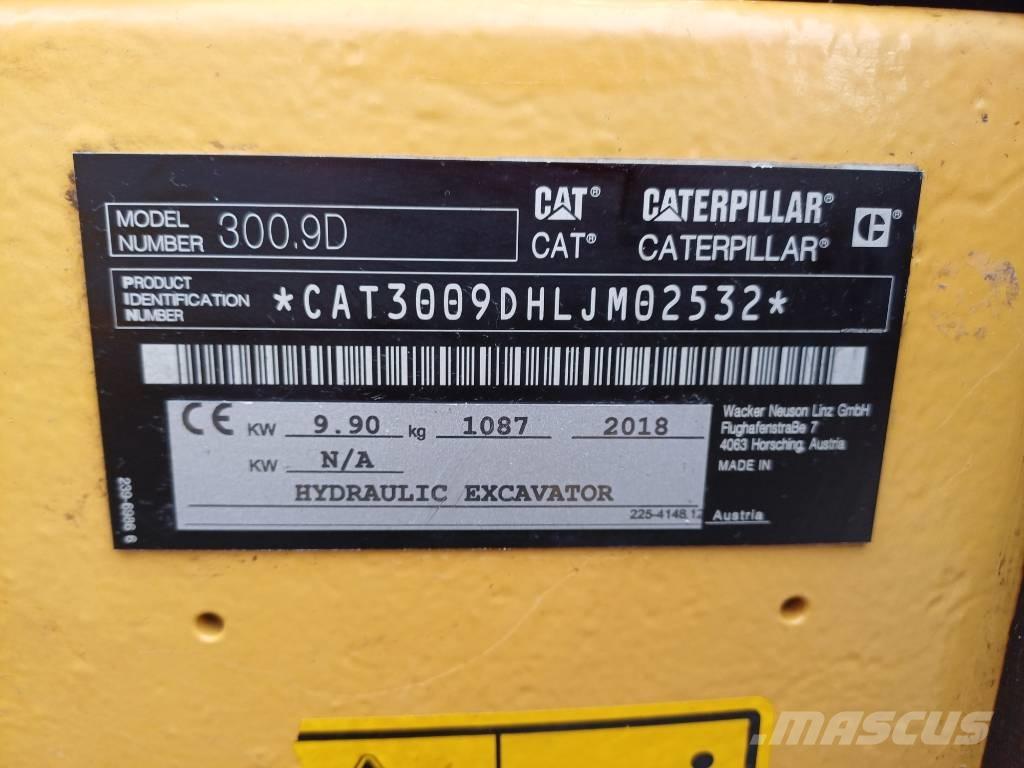 MODEL NUMBER 300.9D
CAT® CATERPILLAR®
CAT® CATERPILLAR®
PRODUCT IDENTIFICATION NUMBER *CAT3009DHLJM02532*
CE KW 9.90 kg 1087 2018
KW N/A
HYDRAULIC EXCAVATOR
225-4148 12
Wacker Neuson Linz GmbH
Flughafenstraße 7
4063 Horsching, Austria
MADE IN
Austria
239-6986 6
MASCUS